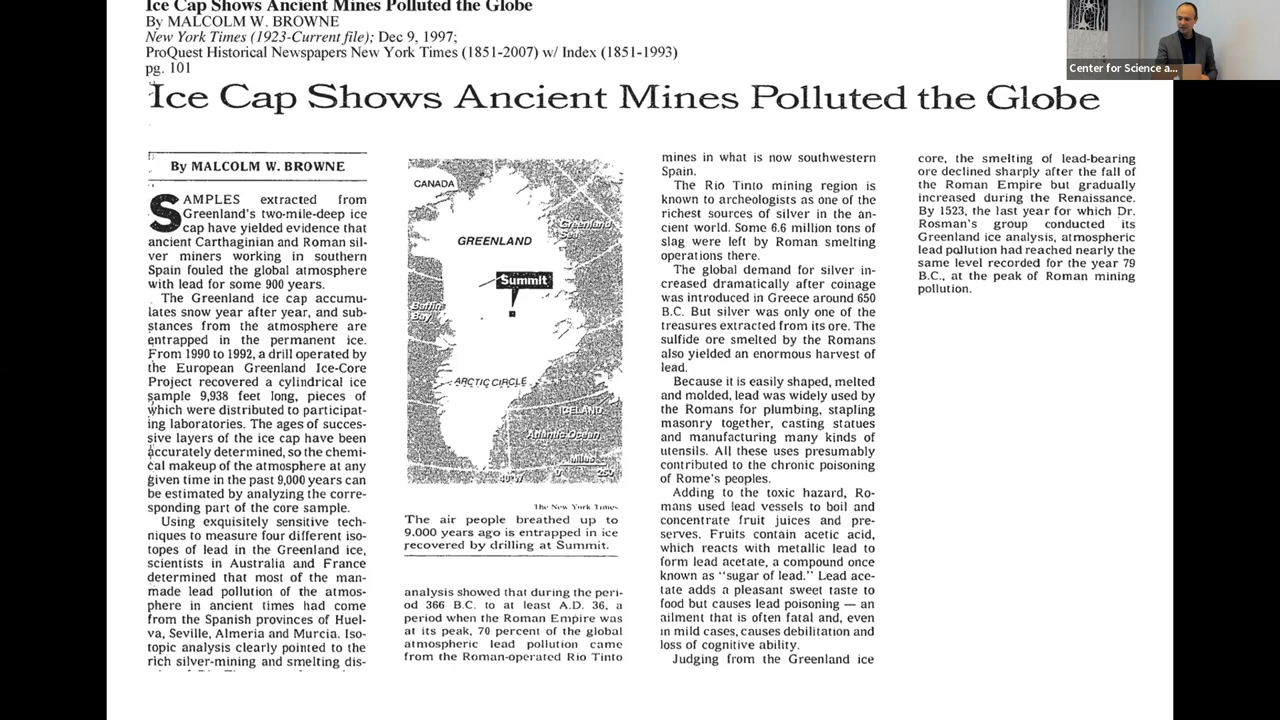 Ice Cap Shows Ancient Mines Polluted the Globe
By MALCOLM W. BROWNE
New York Times (1923-Current file); Dec 9, 1997;
ProQuest Historical Newspapers New York Times (1851-2007) w/ Index (1851-1993)
pg. 101
Center for Science a...
Ice Cap Shows Ancient Mines Polluted the Globe
By MALCOLM W. BROWNE
SAMPLES extracted from
Greenland's two-mile-deep ice
cap have yielded evidence that
ancient Carthaginian and Roman sil-
ver miners working in southern
Spain fouled the global atmosphere
with lead for some 900 years.
The Greenland ice cap accumu-
lates snow year after year, and sub-
stances from the atmosphere are
entrapped in the permanent ice.
From 1990 to 1992, a drill operated by
the European Greenland Ice-Core
Project recovered a cylindrical ice
sample 9,938 feet long, pieces of
which were distributed to participat-
ing laboratories. The ages of succes-
sive layers of the ice cap have been
accurately determined, so the chemi-
cal makeup of the atmosphere at any
given time in the past 9,000 years can
be estimated by analyzing the corre-
sponding part of the core sample.
Using exquisitely sensitive tech-
niques to measure four different iso-
topes of lead in the Greenland ice,
scientists in Australia and France
determined that most of the man-
made lead pollution of the atmos-
phere in ancient times had come
from the Spanish provinces of Huel-
va, Seville, Almeria and Murcia. Iso-
topic analysis clearly pointed to the
rich silver-mining and smelting dis-
CANADA
Greenland
Sea
GREENLAND
Summit
Baffin
Bay
ARCTIC CIRCLE
ICELAND
Atlantic Ocean
Miles
0 250
40°W
The New York Times
The air people breathed up to
9.000 years ago is entrapped in ice
recovered by drilling at Summit.
analysis showed that during the peri-
od 366 B.C. to at least A.D. 36, a
period when the Roman Empire was
at its peak, 70 percent of the global
atmospheric lead pollution came
from the Roman-operated Rio Tinto
mines in what is now southwestern
Spain.
The Rio Tinto mining region is
known to archeologists as one of the
richest sources of silver in the an-
cient world. Some 6.6 million tons of
slag were left by Roman smelting
operations there.
The global demand for silver in-
creased dramatically after coinage
was introduced in Greece around 650
B.C. But silver was only one of the
treasures extracted from its ore. The
sulfide ore smelted by the Romans
also yielded an enormous harvest of
lead.
Because it is easily shaped, melted
and molded, lead was widely used by
the Romans for plumbing, stapling
masonry together, casting statues
and manufacturing many kinds of
utensils. All these uses presumably
contributed to the chronic poisoning
of Rome's peoples.
Adding to the toxic hazard, Ro-
mans used lead vessels to boil and
concentrate fruit juices and pre-
serves. Fruits contain acetic acid,
which reacts with metallic lead to
form lead acetate, a compound once
known as "sugar of lead." Lead ace-
tate adds a pleasant sweet taste to
food but causes lead poisoning — an
ailment that is often fatal and, even
in mild cases, causes debilitation and
loss of cognitive ability.
Judging from the Greenland ice
core, the smelting of lead-bearing
ore declined sharply after the fall of
the Roman Empire but gradually
increased during the Renaissance.
By 1523, the last year for which Dr.
Rosman's group conducted its
Greenland ice analysis, atmospheric
lead pollution had reached nearly the
same level recorded for the year 79
B.C., at the peak of Roman mining
pollution.